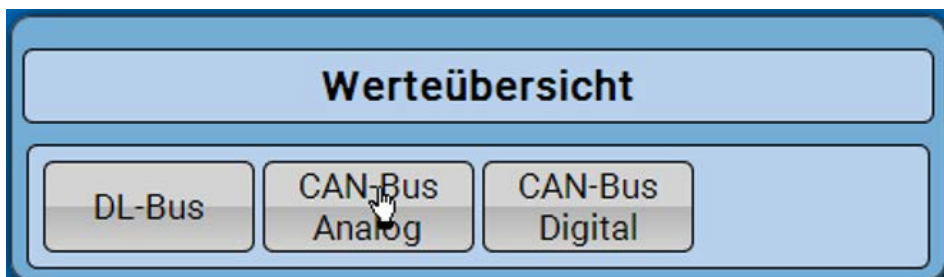 Werteübersicht
DL-Bus
CAN-Bus
Analog
CAN-Bus
Digital